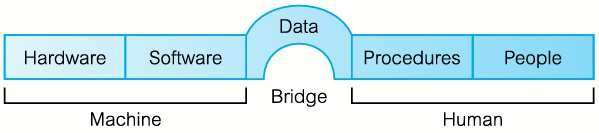 Data
Hardware Software Procedures People
Bridge
Machine Human